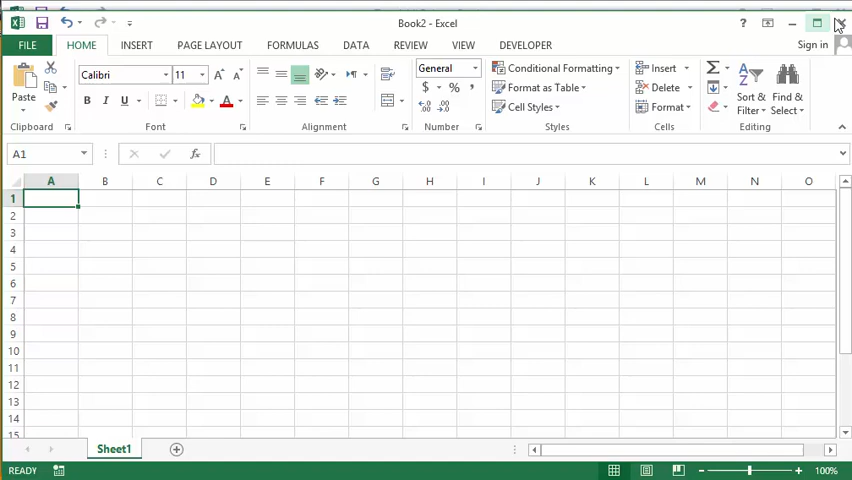 Book2 - Excel
?
FILE HOME INSERT PAGE LAYOUT FORMULAS DATA REVIEW VIEW DEVELOPER Sign in
Calibri 11 General Conditional Formatting Insert
Paste $ % , Format as Table Delete Sort & Find &
B I U A Cell Styles Format Filter Select
Clipboard Font Alignment Number Styles Cells Editing
A1 fx
A B C D E F G H I J K L M N O
1
2
3
4
5
6
7
8
9
10
11
12
13
14
15
Sheet1
READY 100%